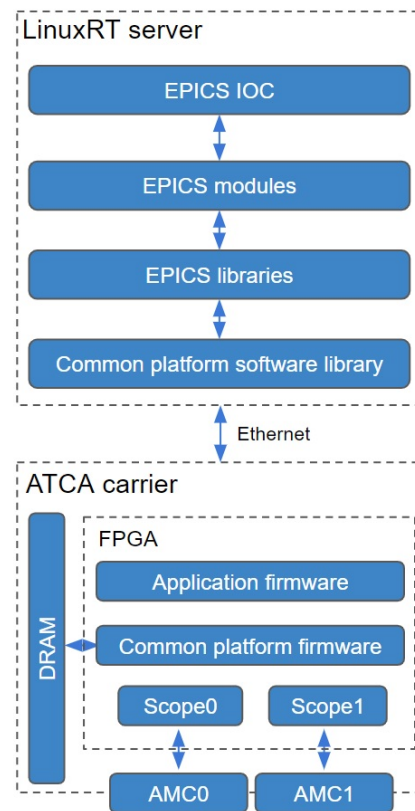 LinuxRT server
EPICS IOC
EPICS modules
EPICS libraries
Common platform software library
Ethernet
ATCA carrier
FPGA
DRAM
Application firmware
Common platform firmware
Scope0
Scope1
AMC0
AMC1